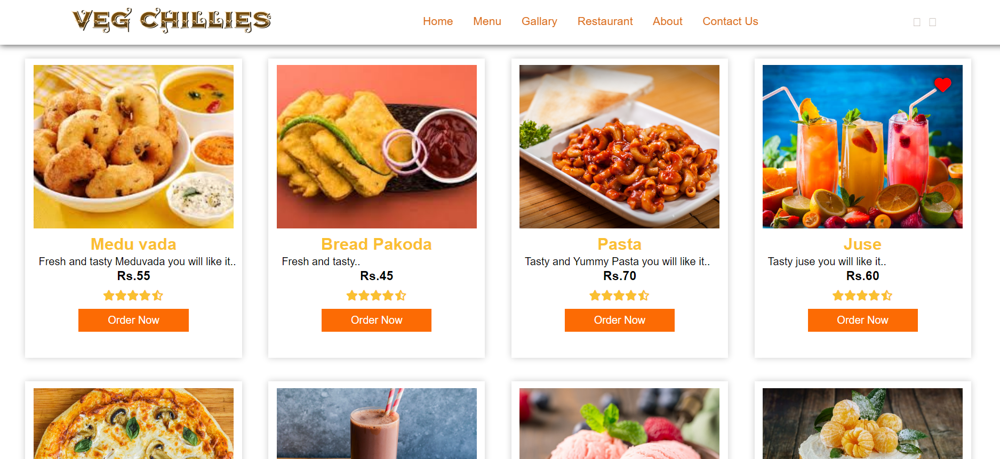 VEG CHILLIES
Home Menu Gallary Restaurant About Contact Us
Medu vada
Fresh and tasty Meduvada you will like it..
Rs.55
Order Now
Bread Pakoda
Fresh and tasty..
Rs.45
Order Now
Pasta
Tasty and Yummy Pasta you will like it..
Rs.70
Order Now
Juse
Tasty juse you will like it..
Rs.60
Order Now